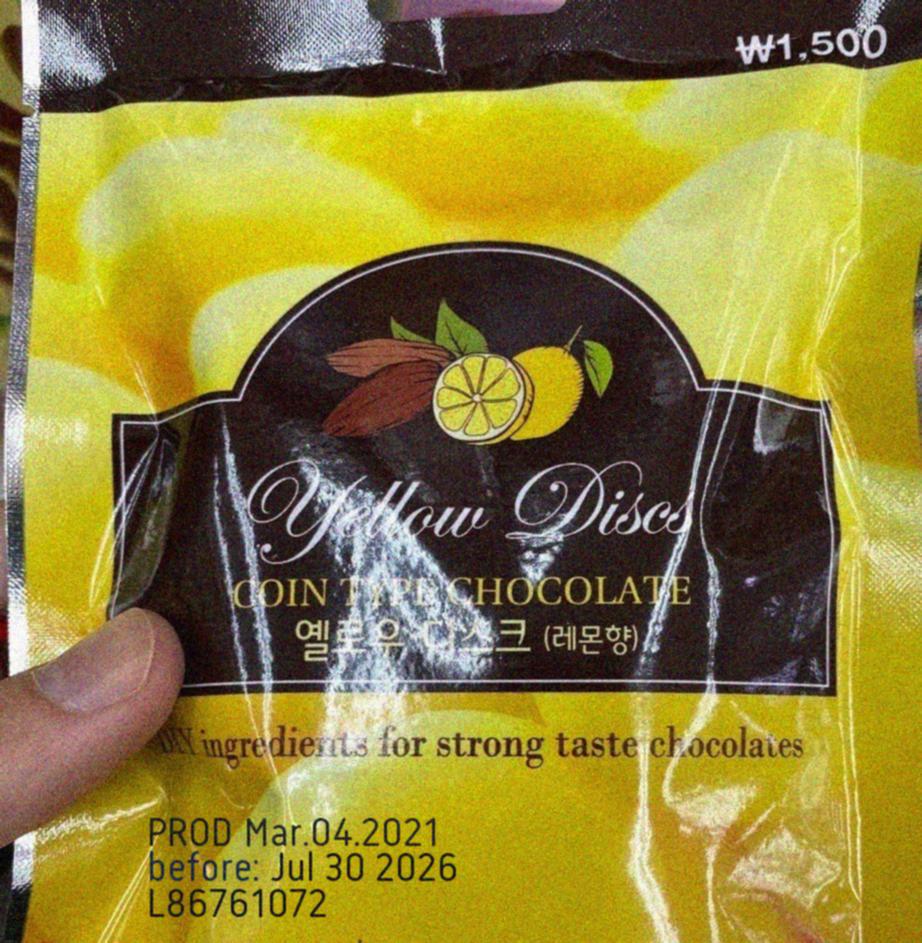 ₩1,500
Yellow Discs
COIN TYPE CHOCOLATE
옐로우 디스크 (레몬향)
DIY ingredients for strong taste chocolates
PROD Mar.04.2021
before: Jul 30 2026
L86761072